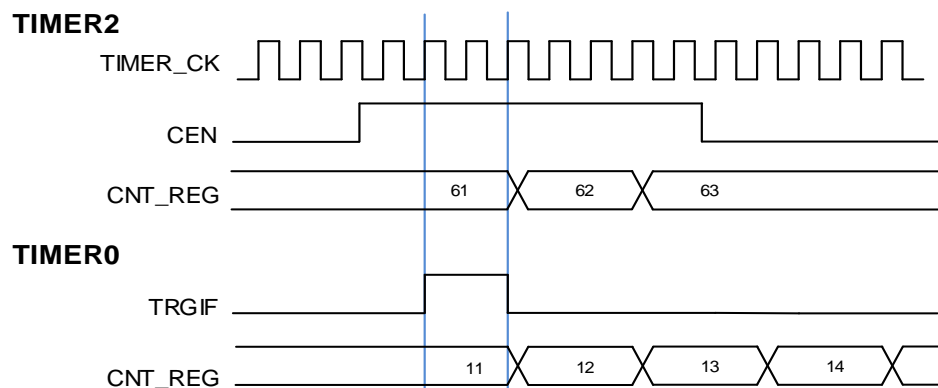 TIMER2
TIMER_CK
CEN
CNT_REG 61 62 63
TIMER0
TRGIF
CNT_REG 11 12 13 14